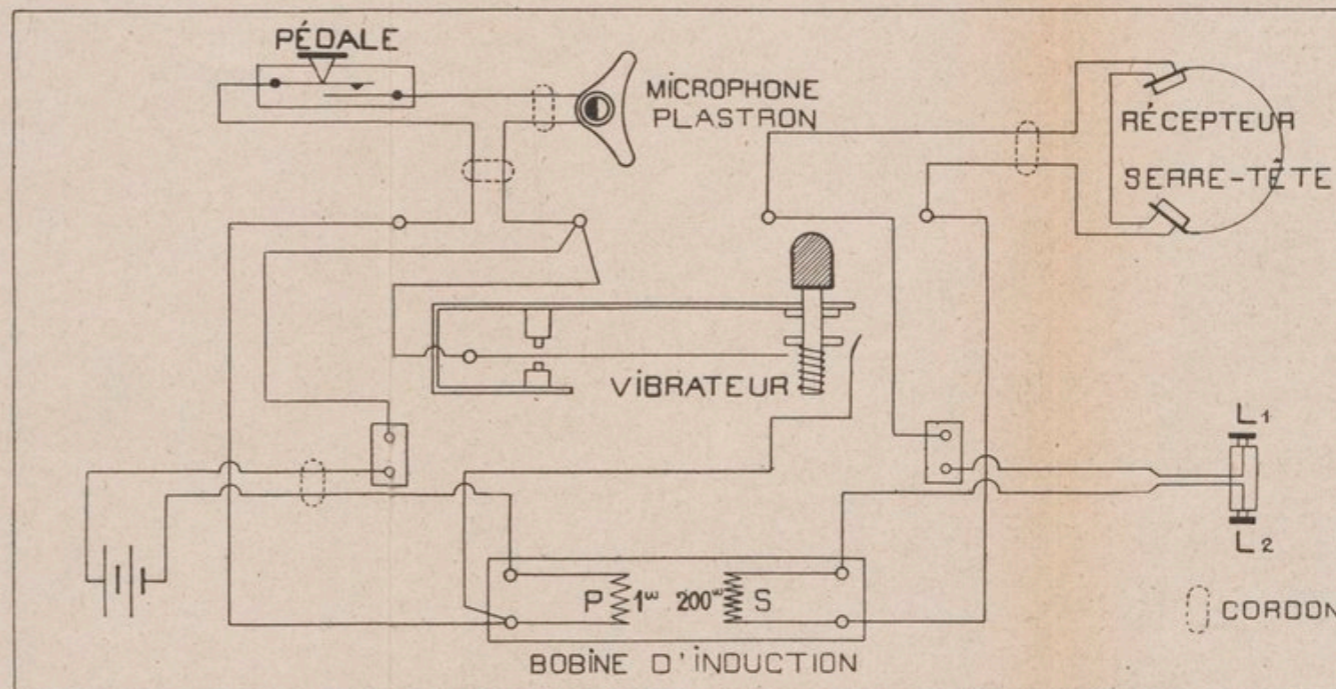 PÉDALE
MICROPHONE
PLASTRON
RÉCEPTEUR
SERRE-TÊTE
VIBRATEUR
L1
L2
P 1ω 200ω S
CORDON
BOBINE D'INDUCTION